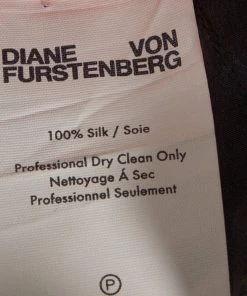 DIANE VON
FURSTENBERG
100% Silk / Soie
Professional Dry Clean Only
Nettoyage Á Sec
Professionnel Seulement
P